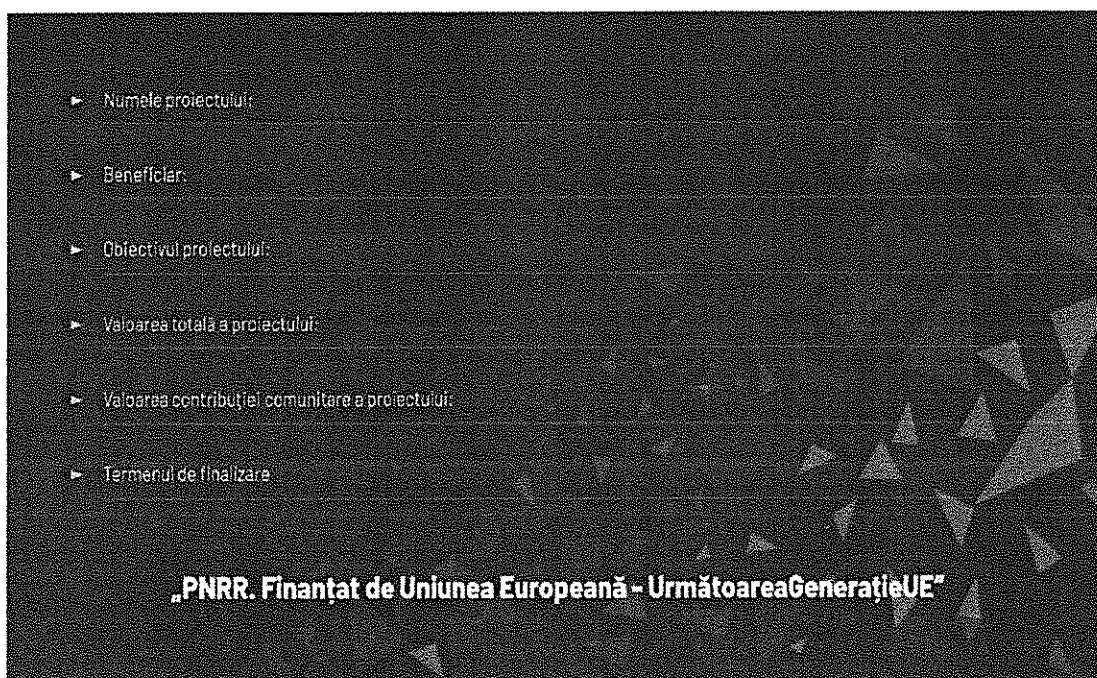 ► Numele proiectului:
► Beneficiar:
► Obiectivul proiectului:
► Valoarea totală a proiectului:
► Valoarea contribuției comunitare a proiectului:
► Termenul de finalizare
„PNRR. Finanțat de Uniunea Europeană – UrmătoareaGenerațieUE”